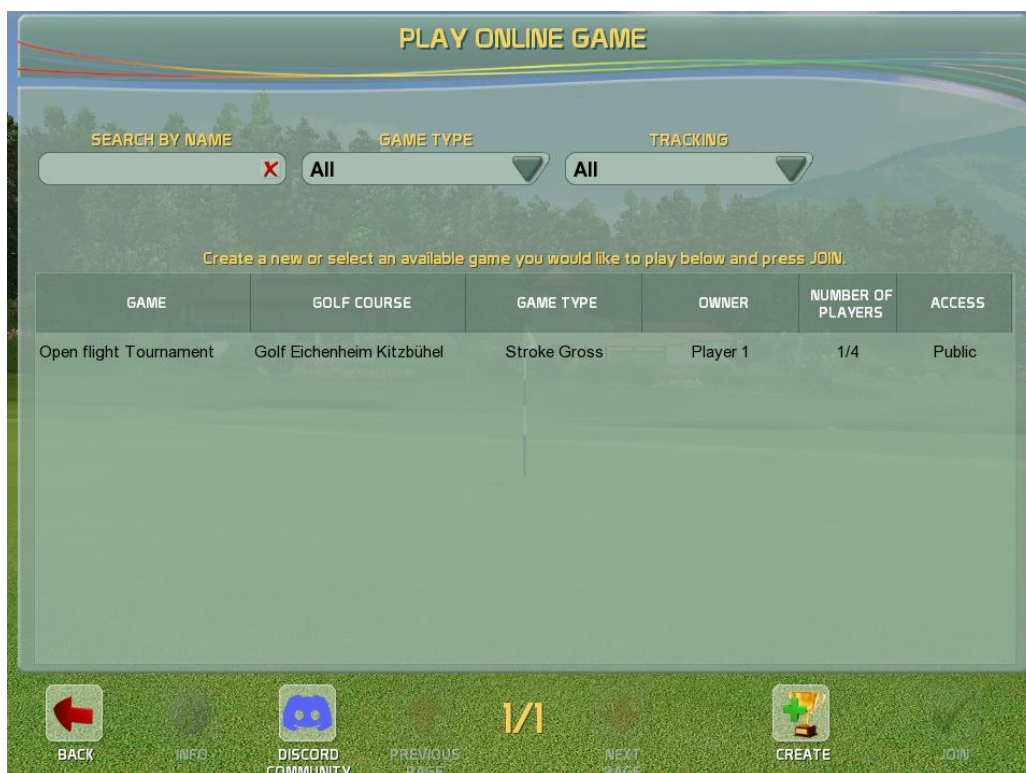 PLAY ONLINE GAME
SEARCH BY NAME GAME TYPE TRACKING
X All All
Create a new or select an available game you would like to play below and press JOIN.
GAME GOLF COURSE GAME TYPE OWNER NUMBER OF PLAYERS ACCESS
Open flight Tournament Golf Eichenheim Kitzbühel Stroke Gross Player 1 1/4 Public
1/1
BACK INFO DISCORD PREVIOUS NEXT CREATE JOIN
COMMUNITY PAGE PAGE